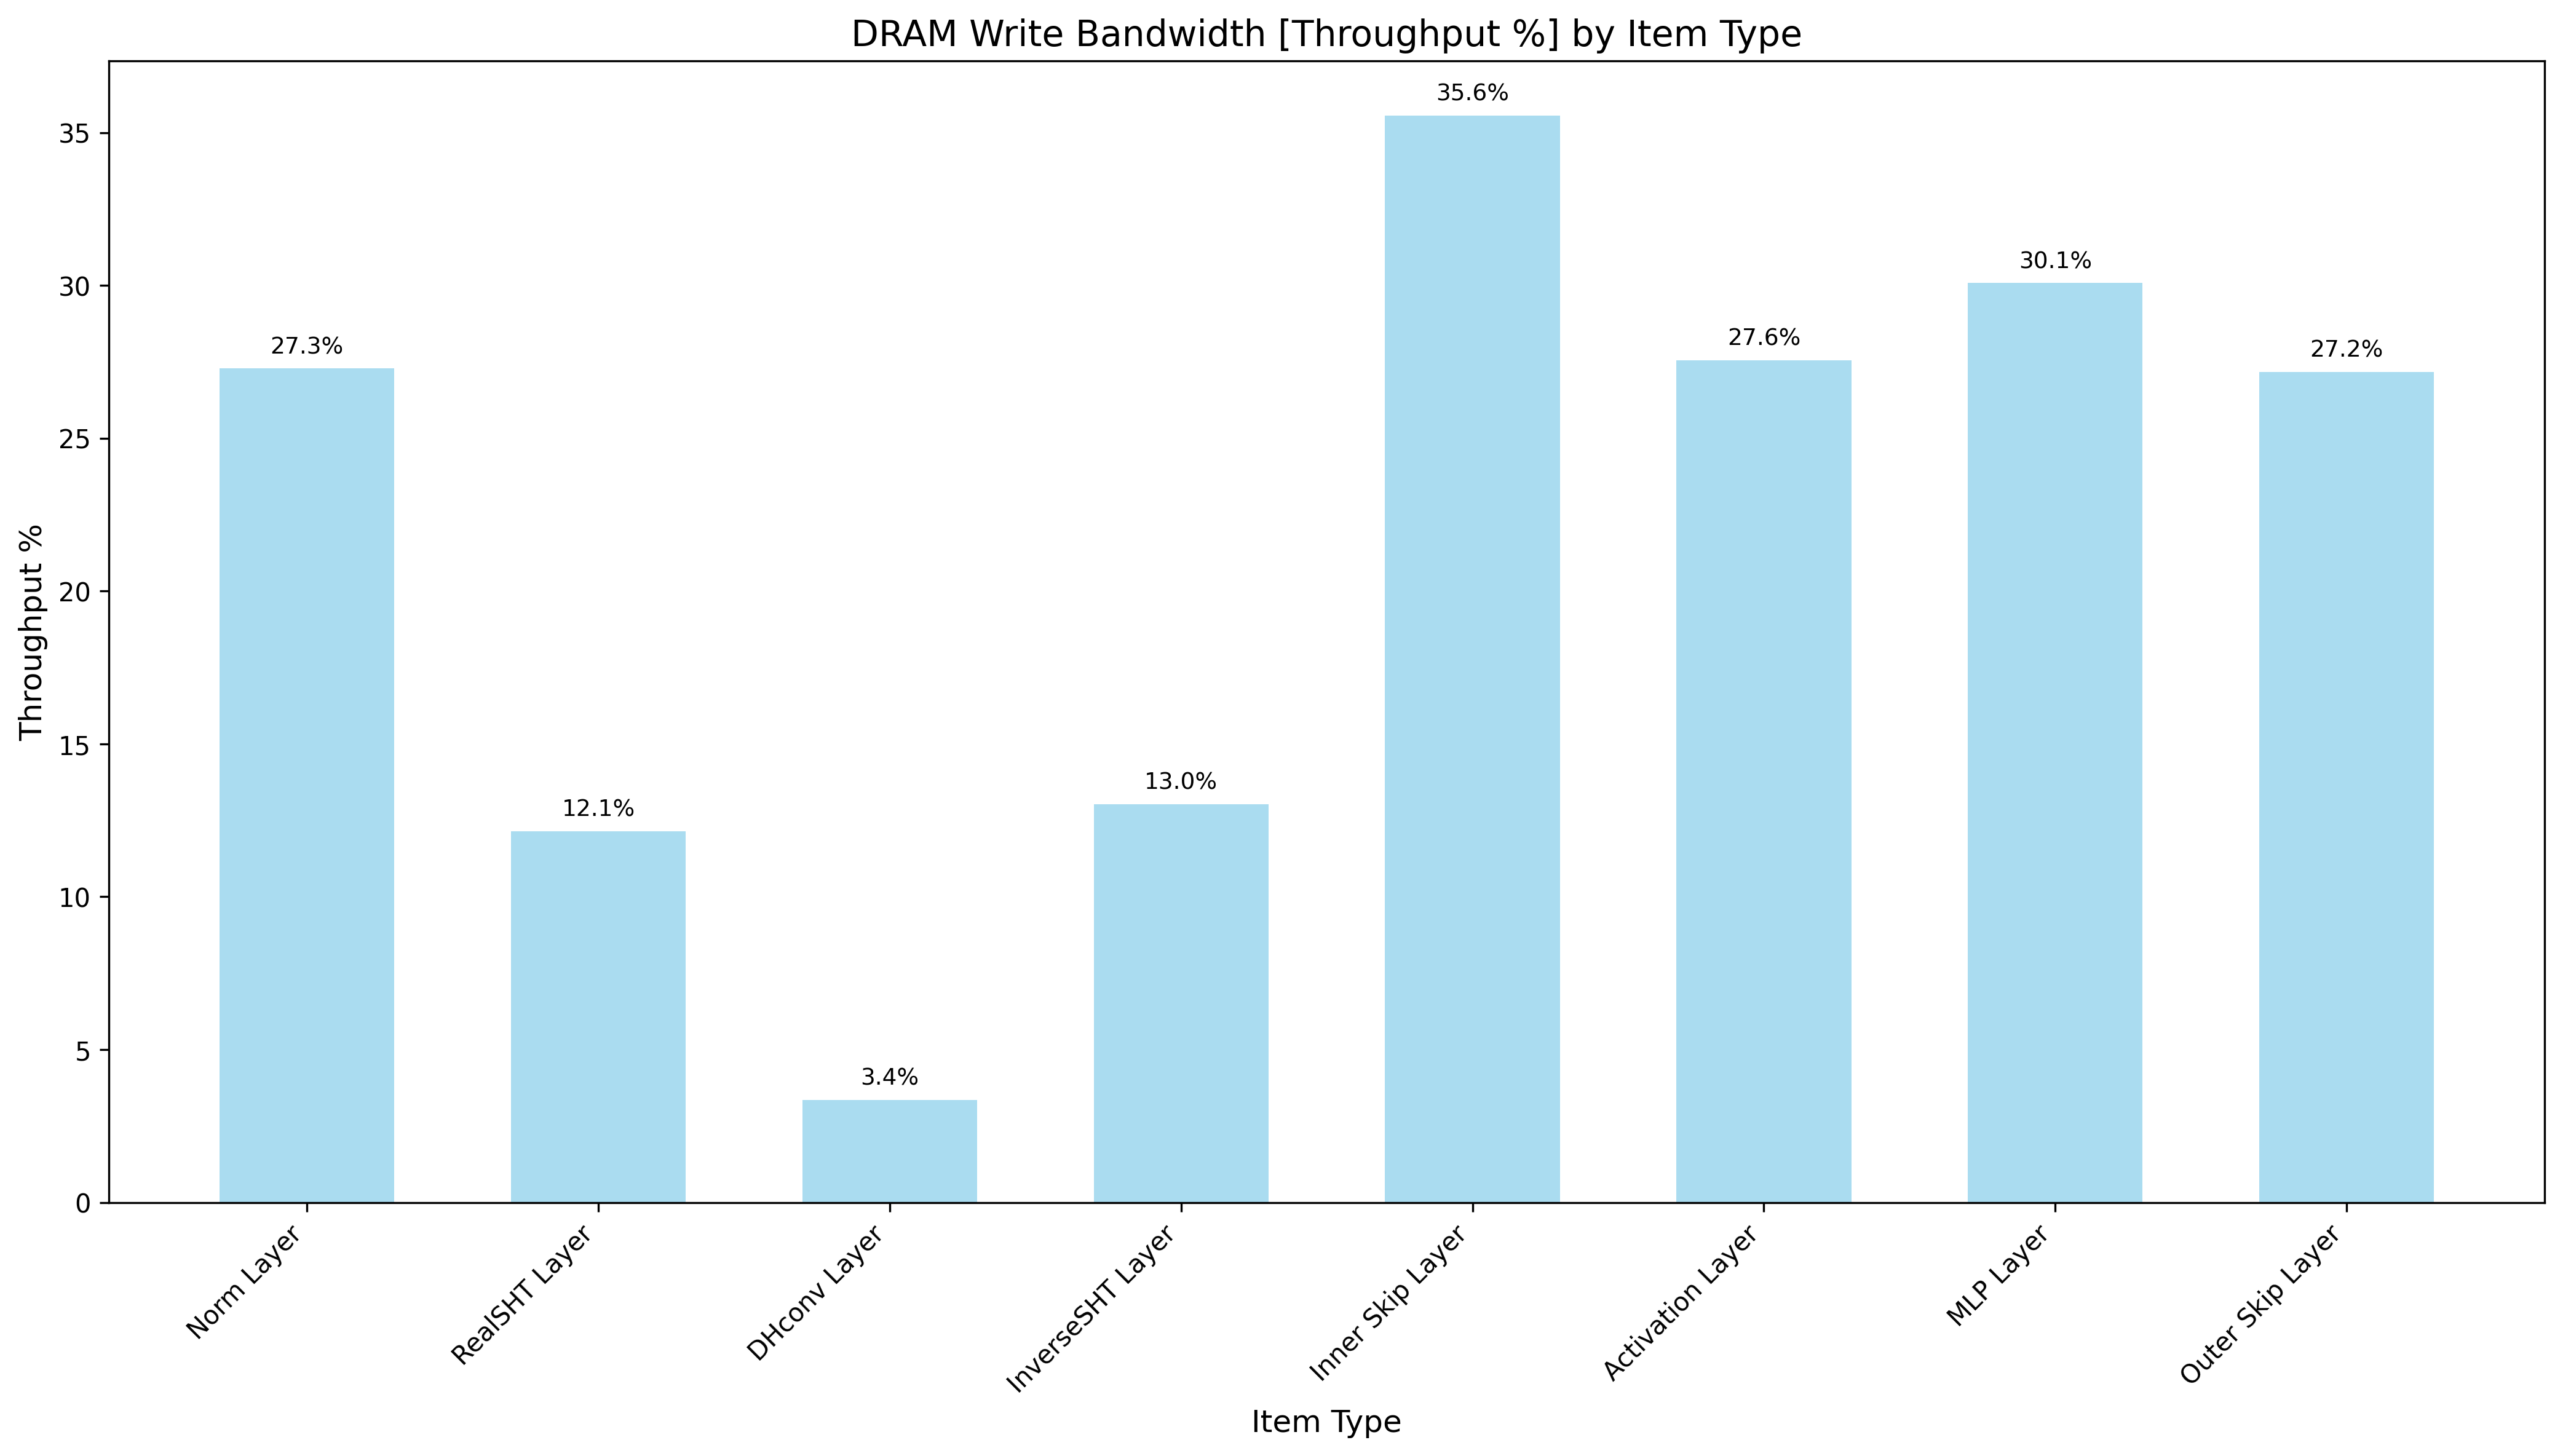 DRAM Write Bandwidth [Throughput %] by Item Type
Throughput %
35
30
25
20
15
10
5
0
27.3%
12.1%
3.4%
13.0%
35.6%
27.6%
30.1%
27.2%
Norm Layer
RealSHT Layer
DHconv Layer
InverseSHT Layer
Inner Skip Layer
Activation Layer
MLP Layer
Outer Skip Layer
Item Type